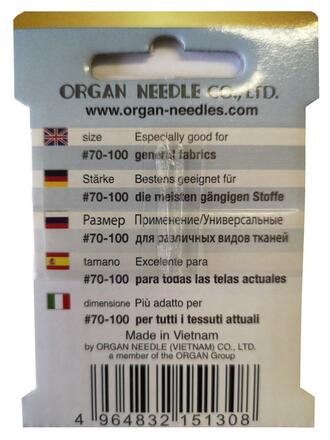 ORGAN NEEDLE CO., LTD.
www.organ-needles.com
size Especially good for
#70-100 general fabrics
Stärke Bestens geeignet für
#70-100 die meisten gängigen Stoffe
Размер Применение/Универсальные
#70-100 для различных видов тканей
tamano Excelente para
#70-100 para todas las telas actuales
dimensione Più adatto per
#70-100 per tutti i tessuti attuali
Made in Vietnam
by ORGAN NEEDLE (VIETNAM) CO., LTD.
a member of the ORGAN Group
4 964832 151308